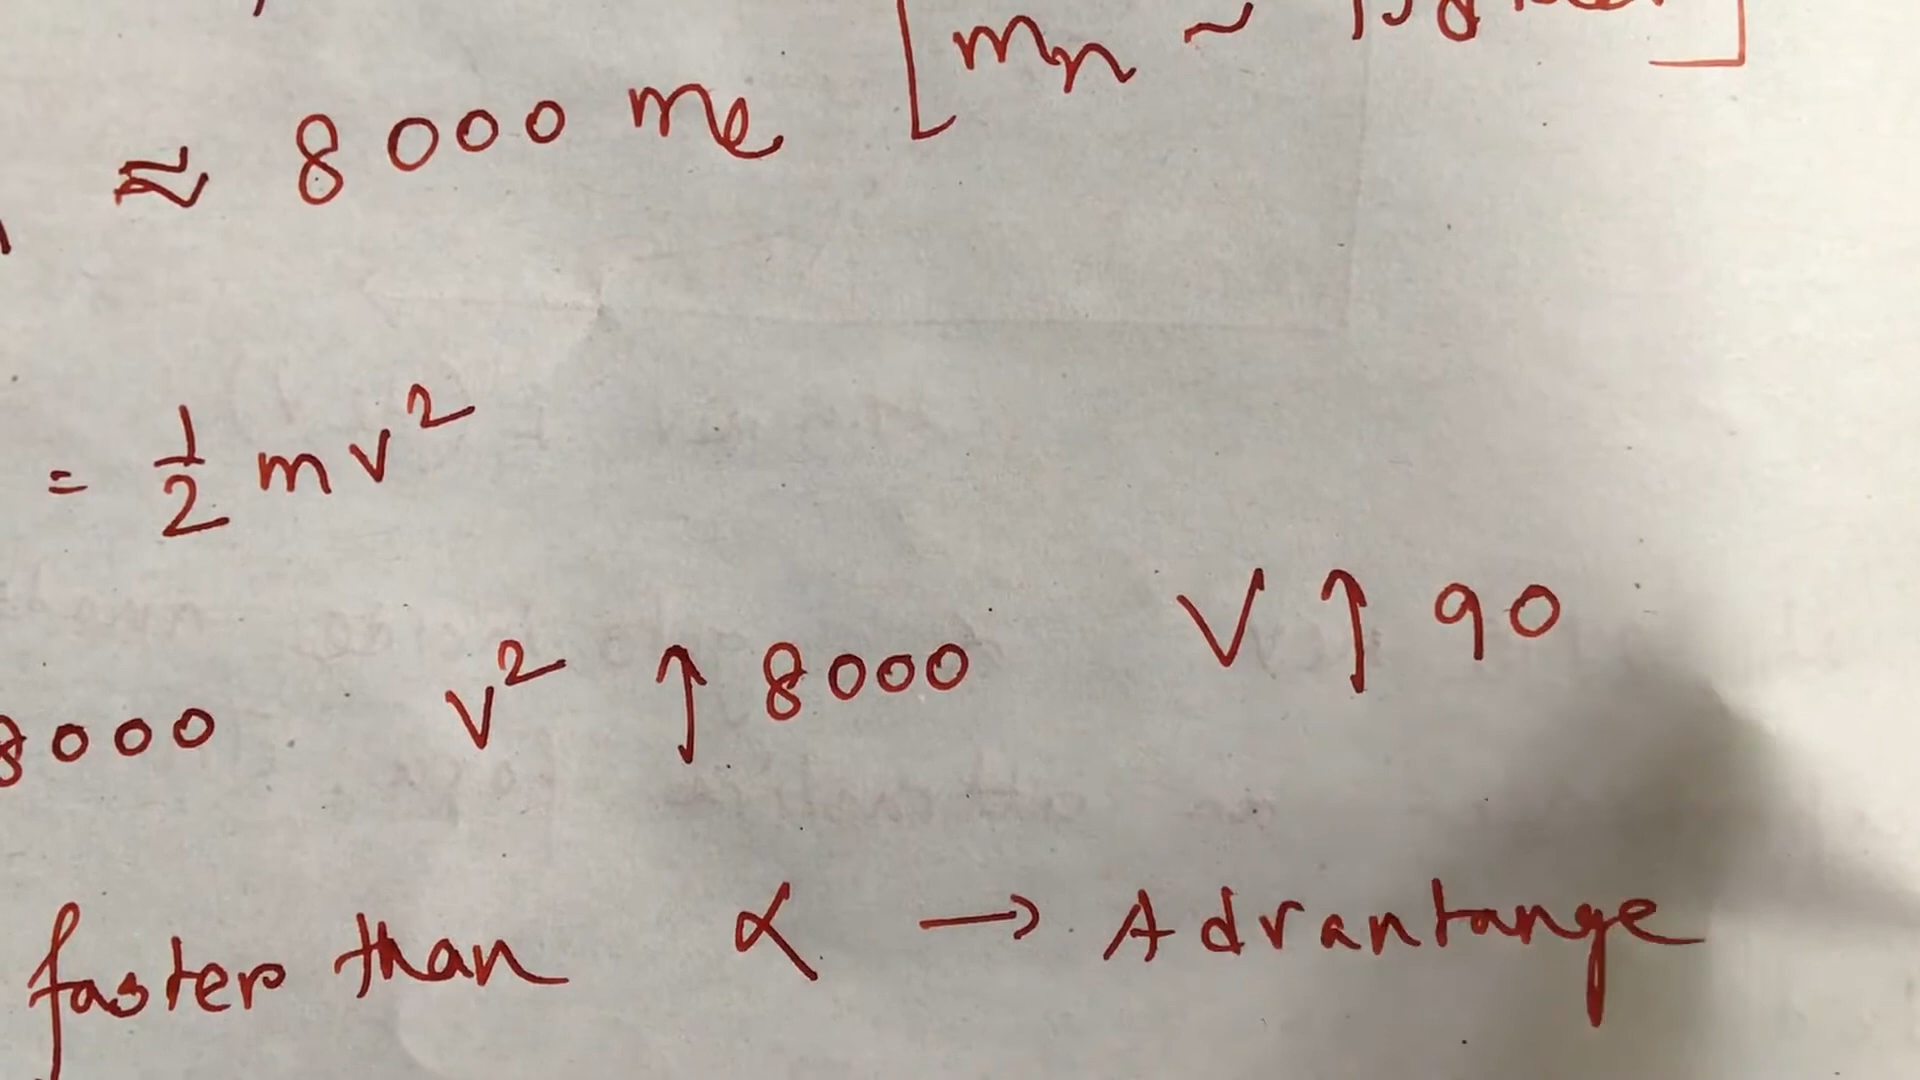 ≈ 8000 me [mn ~
= 1/2 mv²
8000 v² ↑ 8000 V ↑ 90
faster than α → Advantange